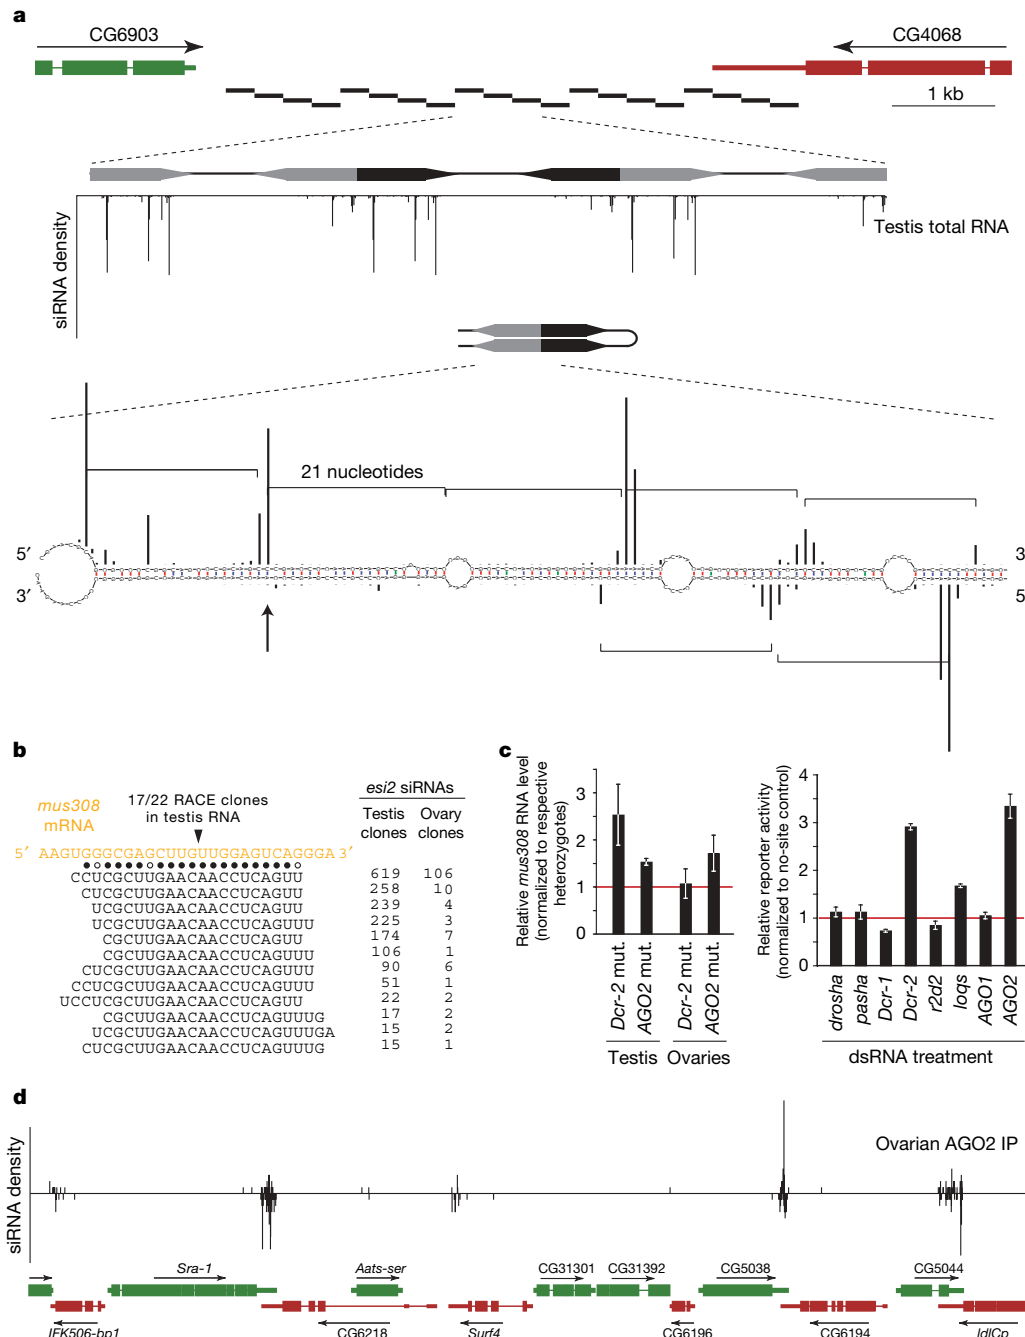 a
CG6903
CG4068
1 kb
siRNA density
Testis total RNA
21 nucleotides
5′
3
3′
5
b
mus308
mRNA
17/22 RACE clones
in testis RNA
esi2 siRNAs
Testis
clones
Ovary
clones
5′ AAGUGGGCGAGCUUGUUGGAGUCAGGGA 3′
CCUCGCUUGAACAACCUCAGUU 619 106
CUCGCUUGAACAACCUCAGUU 258 10
UCGCUUGAACAACCUCAGUU 239 4
UCGCUUGAACAACCUCAGUUU 225 3
CGCUUGAACAACCUCAGUU 174 7
CGCUUGAACAACCUCAGUUU 106 1
CUCGCUUGAACAACCUCAGUUU 90 6
CCUCGCUUGAACAACCUCAGUUU 51 1
UCCUCGCUUGAACAACCUCAGUU 22 2
CGCUUGAACAACCUCAGUUUG 17 2
UCGCUUGAACAACCUCAGUUUGA 15 2
CUCGCUUGAACAACCUCAGUUUG 15 1
c
Relative mus308 RNA level
(normalized to respective
heterozygotes)
4
3
2
1
0
Dcr-2 mut.
AGO2 mut.
Dcr-2 mut.
AGO2 mut.
Testis
Ovaries
Relative reporter activity
(normalized to no-site control)
4
3
2
1
0
drosha
pasha
Dcr-1
Dcr-2
r2d2
loqs
AGO1
AGO2
dsRNA treatment
d
siRNA density
Ovarian AGO2 IP
Sra-1
Aats-ser
CG31301
CG31392
CG5038
CG5044
IFK506-bp1
CG6218
Surf4
CG6196
CG6194
ldlCp